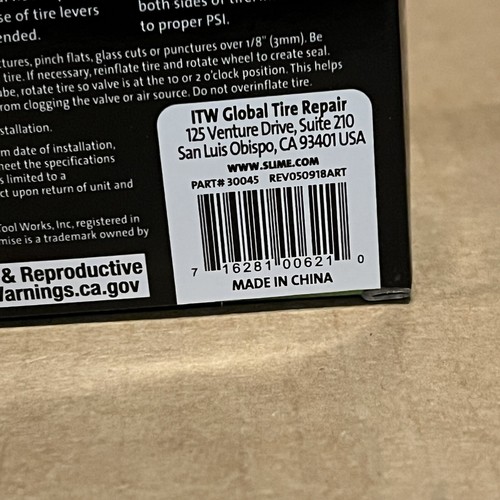 se of tire levers
ended.
both sides of tire.
to proper PSI.
ctures, pinch flats, glass cuts or punctures over 1/8" (3mm). Be
tire. If necessary, reinflate tire and rotate wheel to create seal.
ube, rotate tire so valve is at the 10 or 2 o'clock position. This helps
rom clogging the valve or air source. Do not overinflate tire.
stallation.
m date of installation,
meet the specifications
s limited to a
ct upon return of unit and
Tool Works, Inc, registered in
mise is a trademark owned by
& Reproductive
Warnings.ca.gov
ITW Global Tire Repair
125 Venture Drive, Suite 210
San Luis Obispo, CA 93401 USA
WWW.SLIME.COM
PART# 30045 REV050918ART
7 16281 00621 0
MADE IN CHINA